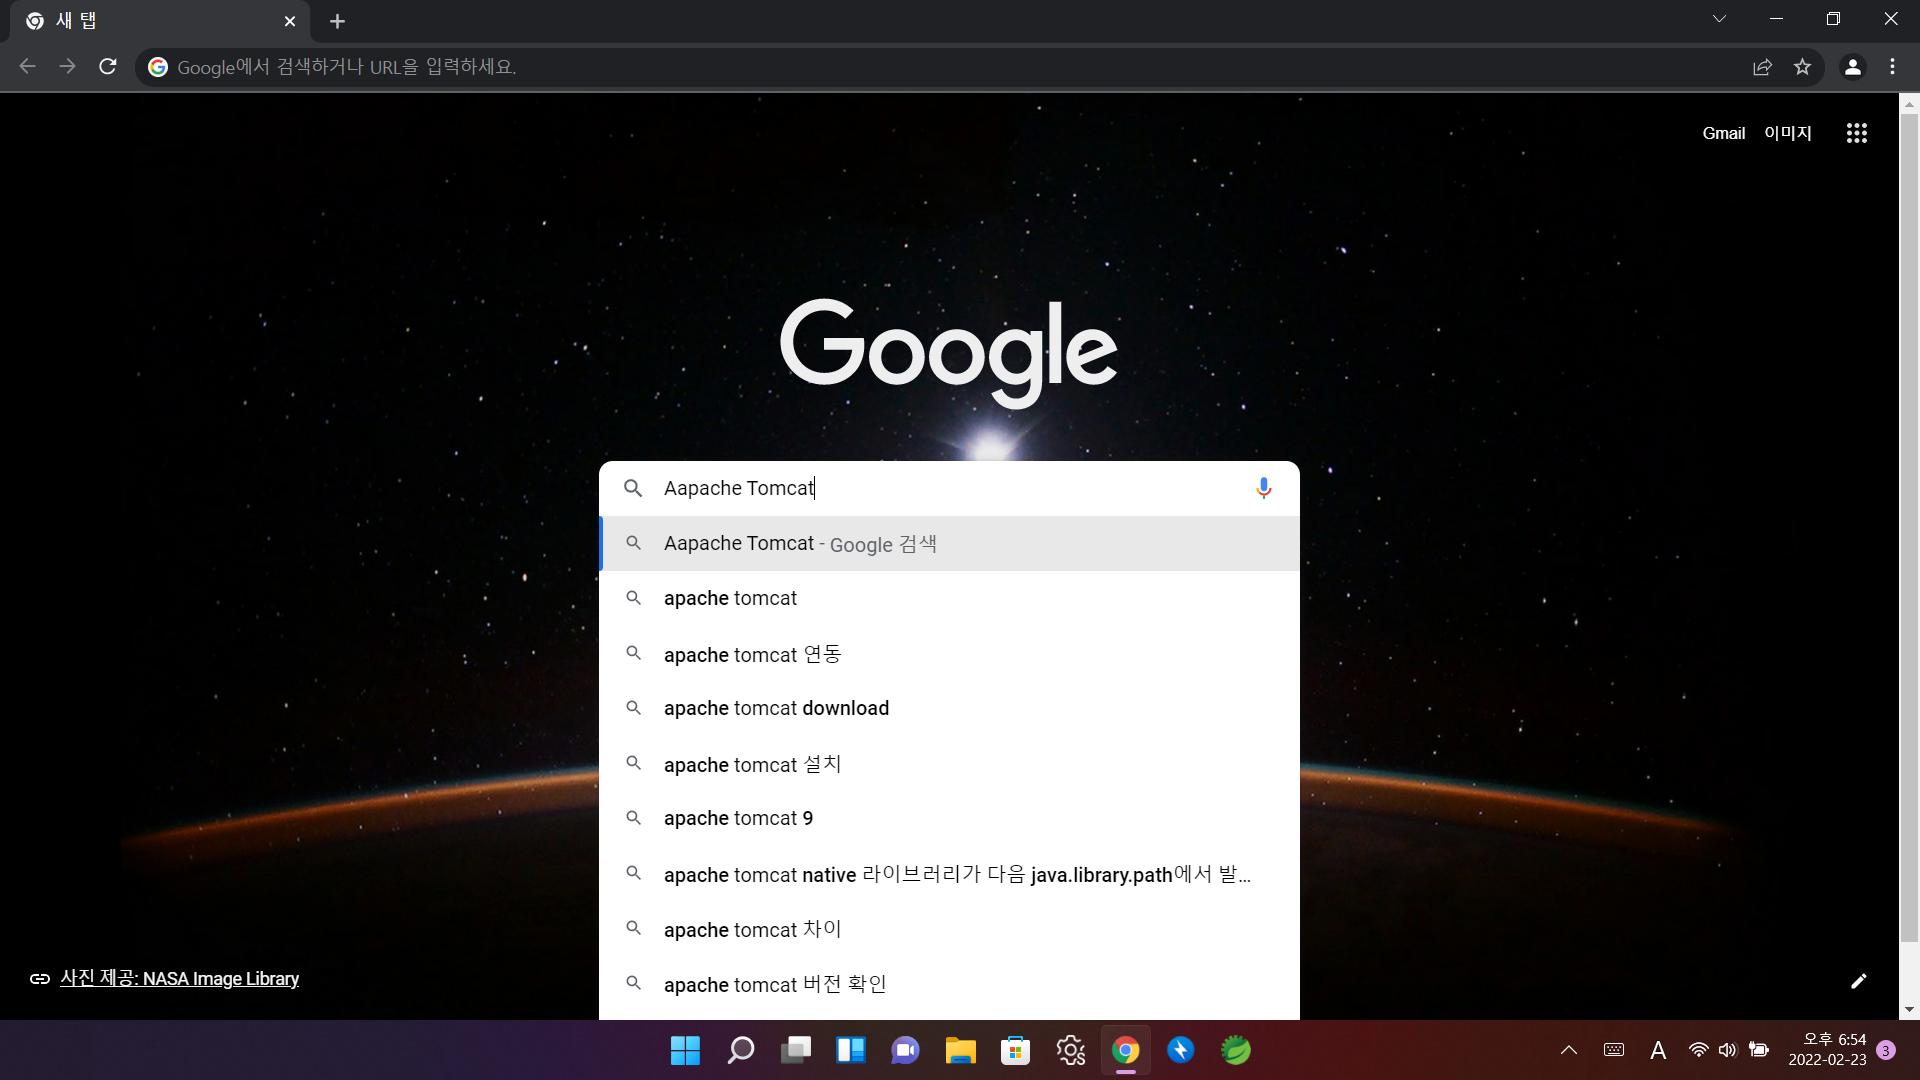 새 탭
Google에서 검색하거나 URL을 입력하세요.
Gmail 이미지
Google
Aapache Tomcat
Aapache Tomcat - Google 검색
apache tomcat
apache tomcat 연동
apache tomcat download
apache tomcat 설치
apache tomcat 9
apache tomcat native 라이브러리가 다음 java.library.path에서 발...
apache tomcat 차이
apache tomcat 버전 확인
사진 제공: NASA Image Library
A
오후 6:54
2022-02-23
3